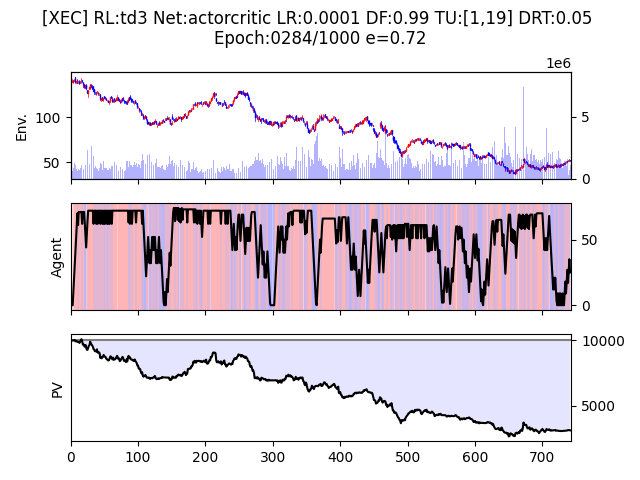 [XEC] RL:td3 Net:actorcritic LR:0.0001 DF:0.99 TU:[1,19] DRT:0.05
Epoch:0284/1000 e=0.72
1e6
Env.
100
50
5
0
Agent
50
0
PV
10000
5000
0 100 200 300 400 500 600 700